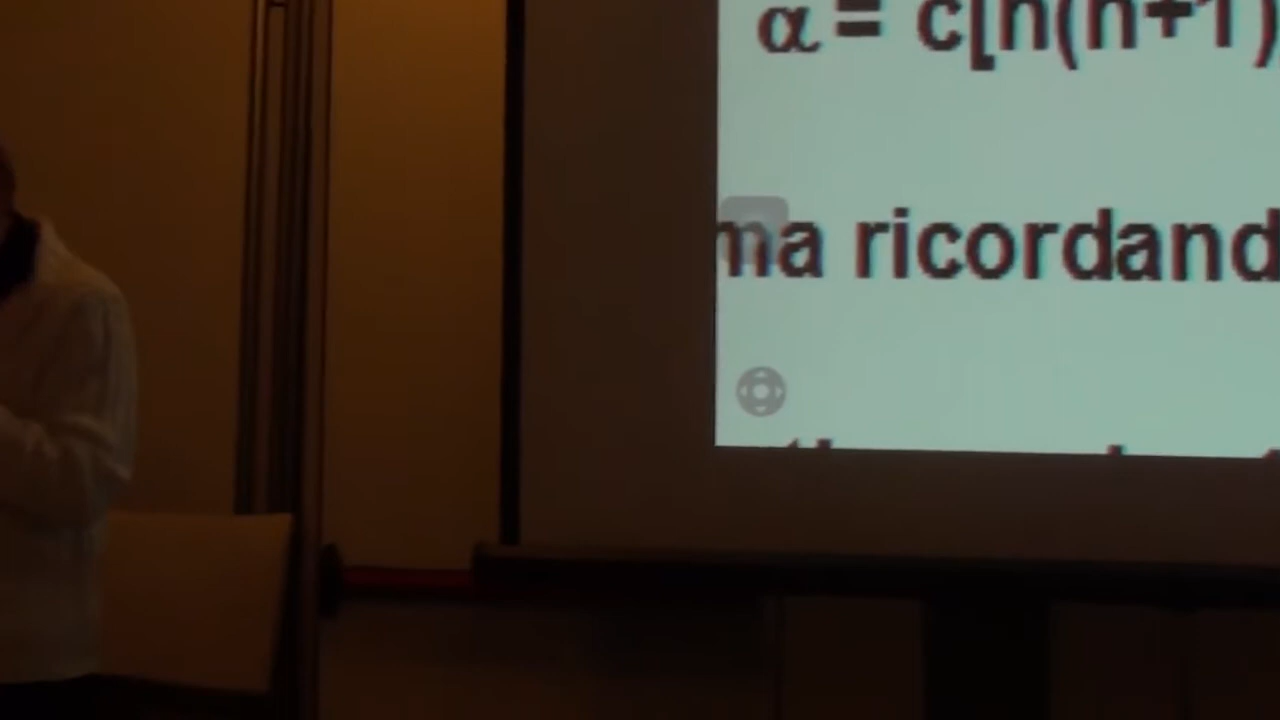 α = c[n(n+1)
ma ricordand